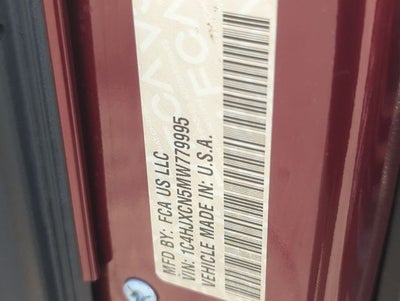 MFD BY: FCA US LLC
VIN: 1C4HJXCN5MW779995
VEHICLE MADE IN: U.S.A.